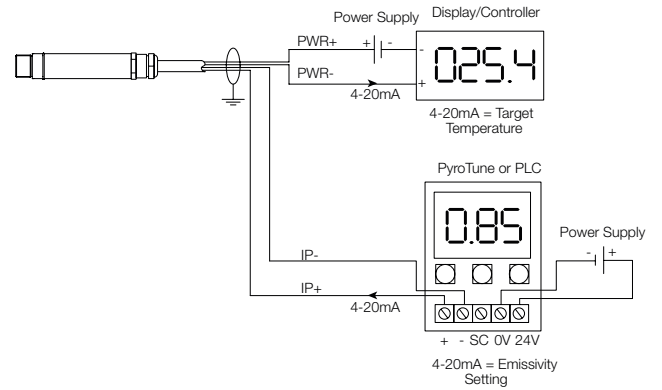 Power Supply
Display/Controller
PWR+
+ -
-
025.4
PWR-
+
4-20mA
4-20mA = Target
Temperature
PyroTune or PLC
0.85
Power Supply
- +
IP-
IP+
4-20mA
+ - SC 0V 24V
4-20mA = Emissivity
Setting